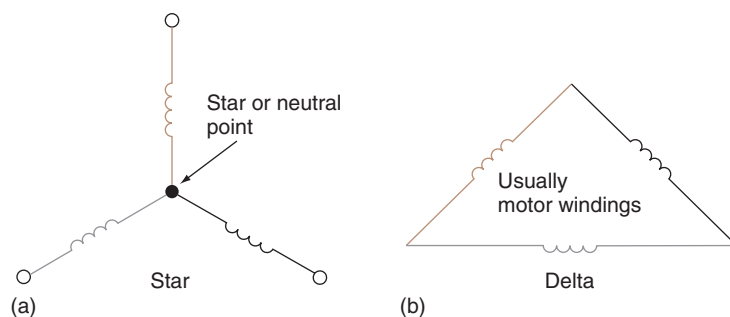 Star or neutral
point
Star
(a)
Usually
motor windings
Delta
(b)